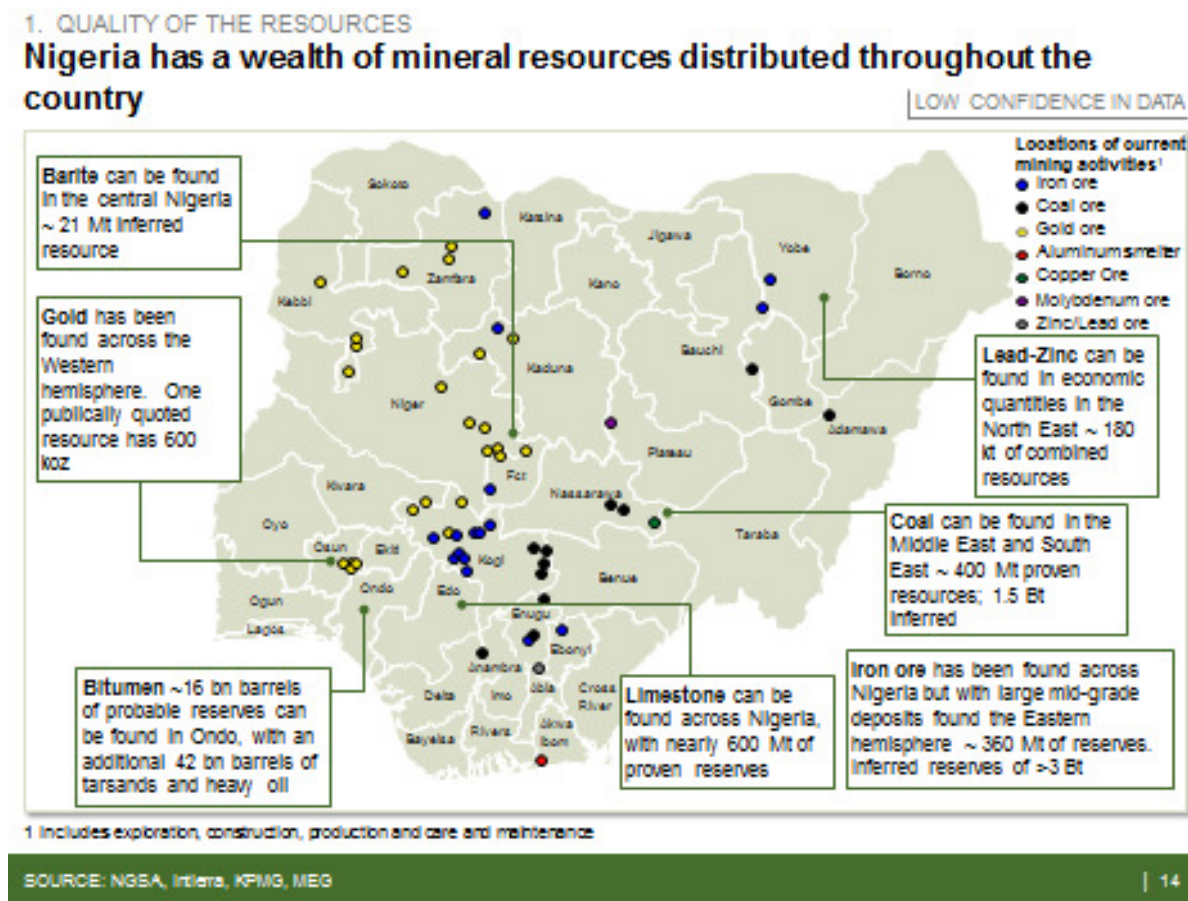 1. QUALITY OF THE RESOURCES
Nigeria has a wealth of mineral resources distributed throughout the
country
LOW CONFIDENCE IN DATA
Locations of current
mining activities¹
Iron ore
Coal ore
Gold ore
Aluminum smelter
Copper Ore
Molybdenum ore
Zinc/Lead ore
Barite can be found
in the central Nigeria
~ 21 Mt inferred
resource
Gold has been
found across the
Western
hemisphere. One
publically quoted
resource has 600
koz
Bitumen ~16 bn barrels
of probable reserves can
be found in Ondo, with an
additional 42 bn barrels of
tarsands and heavy oil
Limestone can be
found across Nigeria,
with nearly 600 Mt of
proven reserves
Lead-Zinc can be
found in economic
quantities in the
North East ~ 180
kt of combined
resources
Coal can be found in the
Middle East and South
East ~ 400 Mt proven
resources; 1.5 Bt
inferred
Iron ore has been found across
Nigeria but with large mid-grade
deposits found the Eastern
hemisphere ~ 360 Mt of reserves.
Inferred reserves of >3 Bt
Sokoto
Katsina
Jigawa
Yobe
Borno
Zamfara
Kano
Kebbi
Bauchi
Kaduna
Gombe
Niger
Adamawa
Plateau
Fct
Kwara
Nassarawa
Oyo
Taraba
Osun
Ekiti
Kogi
Benue
Ondo
Edo
Ogun
Enugu
Lagos
Ebonyi
Anambra
Delta
Imo
Abia
Cross
River
Bayelsa
Rivers
Akwa
Ibom
1 Includes exploration, construction, production and care and maintenance
SOURCE: NGSA, Intierra, KPMG, MEG
| 14